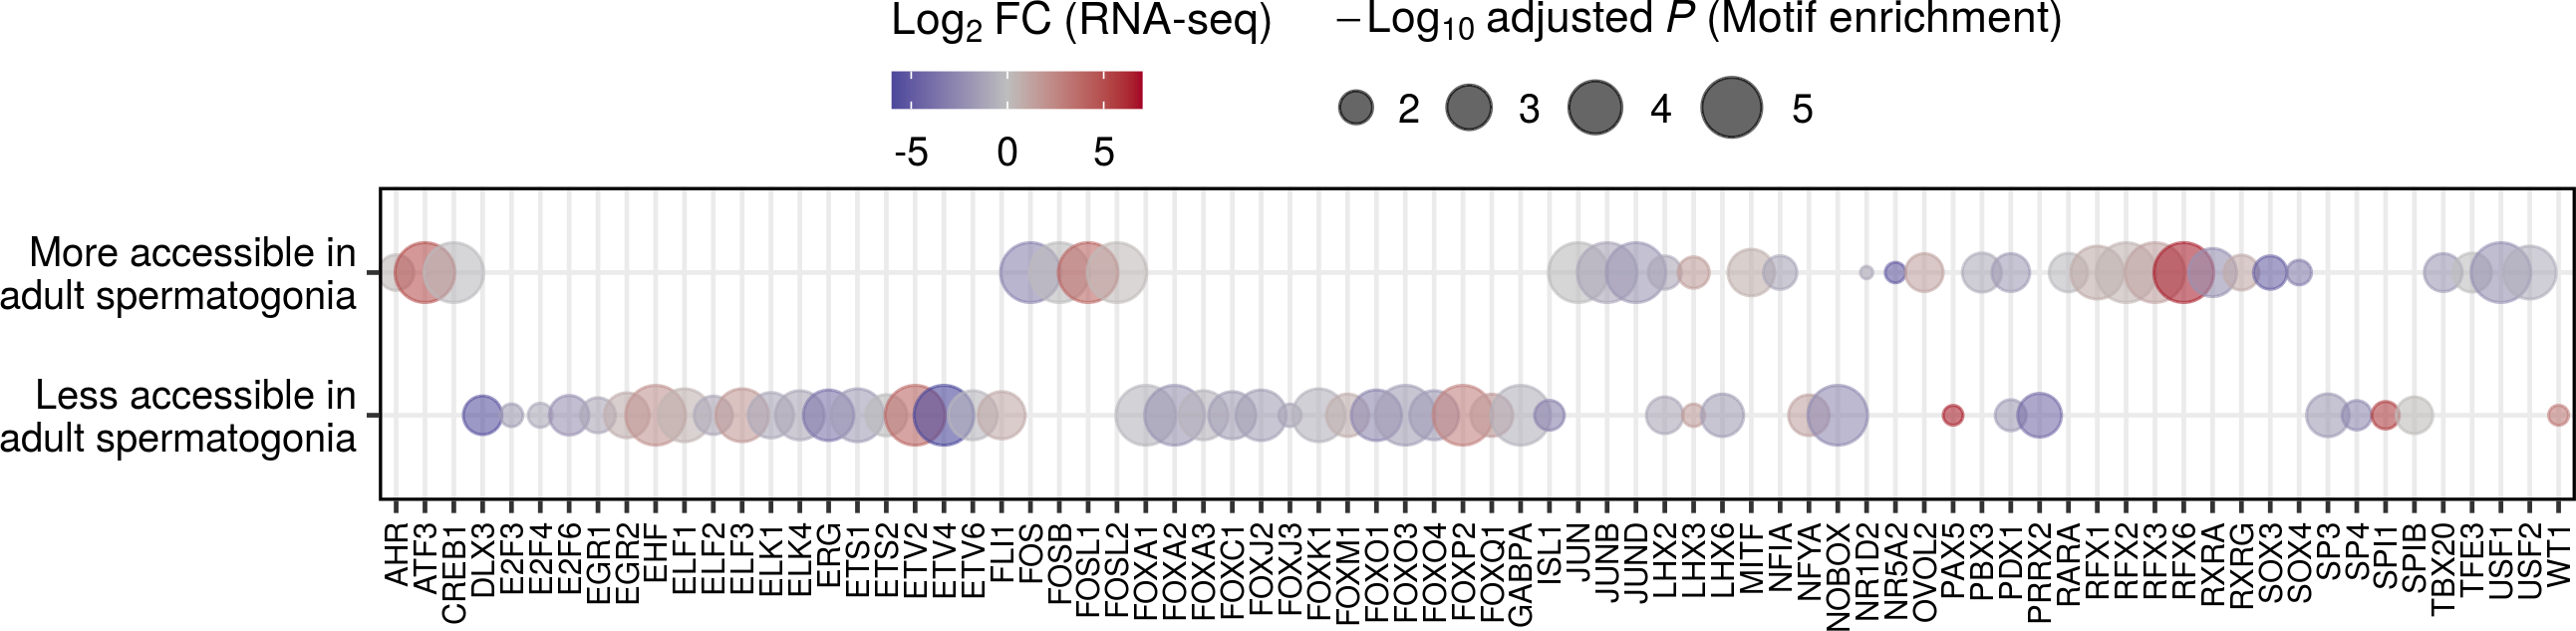 Log2 FC (RNA-seq)
−Log10 adjusted P (Motif enrichment)
-5 0 5
2 3 4 5
More accessible in
adult spermatogonia
Less accessible in
adult spermatogonia
AHR
ATF3
CREB1
DLX3
E2F3
E2F4
E2F6
EGR1
EGR2
EHF
ELF1
ELF2
ELF3
ELK1
ELK4
ERG
ETS1
ETS2
ETV2
ETV4
ETV6
FLI1
FOS
FOSB
FOSL1
FOSL2
FOXA1
FOXA2
FOXA3
FOXC1
FOXJ2
FOXJ3
FOXK1
FOXM1
FOXO1
FOXO3
FOXO4
FOXP2
FOXQ1
GABPA
ISL1
JUN
JUNB
JUND
LHX2
LHX3
LHX6
MITF
NFIA
NFYA
NOBOX
NR1D2
NR5A2
OVOL2
PAX5
PBX3
PDX1
PRRX2
RARA
RFX1
RFX2
RFX3
RFX6
RXRA
RXRG
SOX3
SOX4
SP3
SP4
SPI1
SPIB
TBX20
TFE3
USF1
USF2
WT1